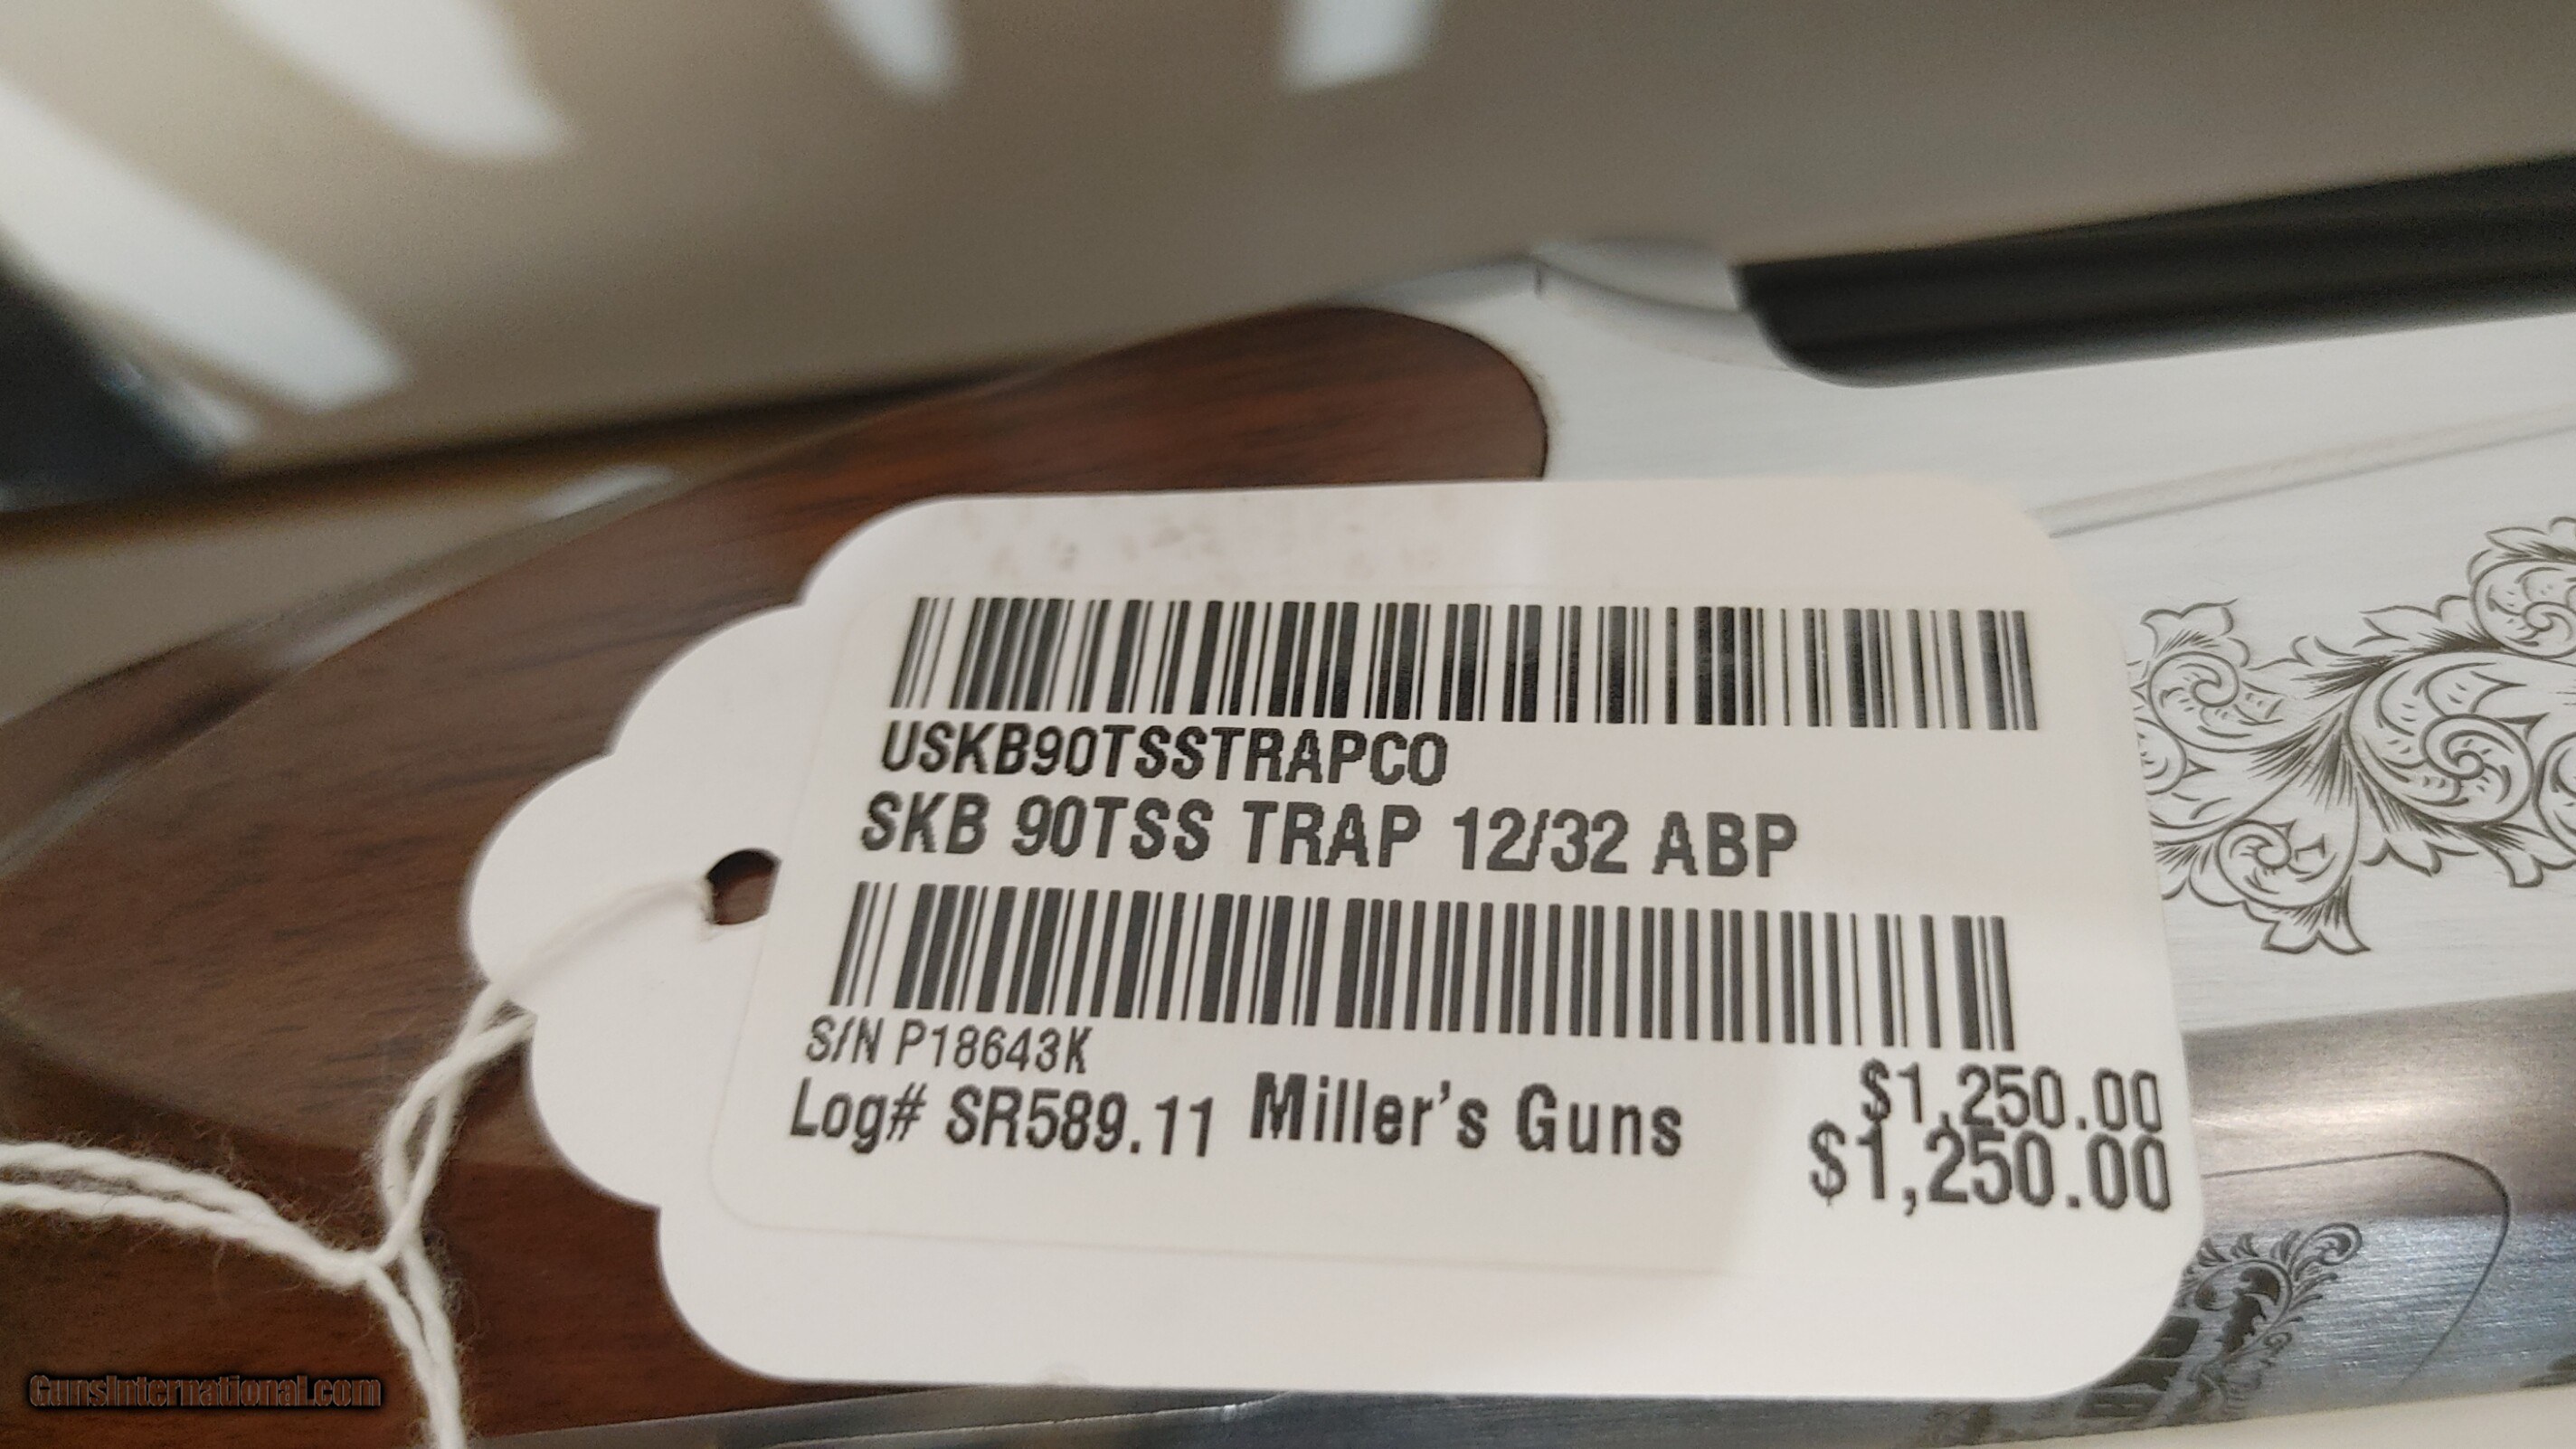 USKB90TSSTRAPCO
SKB 90TSS TRAP 12/32 ABP
S/N P18643K
Log# SR589.11 Miller's Guns
$1,250.00
$1,250.00
GunsInternational.com